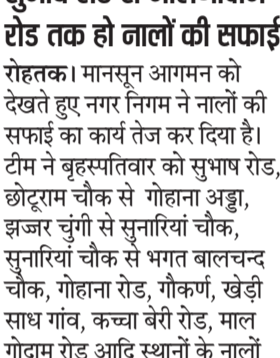 रोड तक हो नालों की सफाई
रोहतक। मानसून आगमन को
देखते हुए नगर निगम ने नालों की
सफाई का कार्य तेज कर दिया है।
टीम ने बृहस्पतिवार को सुभाष रोड,
छोटूराम चौक से गोहाना अड्डा,
झज्जर चुंगी से सुनारियां चौक,
सुनारियां चौक से भगत बालचन्द
चौक, गोहाना रोड, गौकर्ण, खेड़ी
साध गांव, कच्चा बेरी रोड, माल
गोदाम रोड आदि स्थानों के नालों